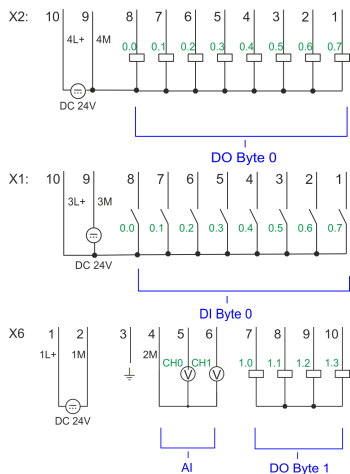 X2: 10 9 8 7 6 5 4 3 2 1
4L+ 4M 0.0 0.1 0.2 0.3 0.4 0.5 0.6 0.7
DC 24V
DO Byte 0
X1: 10 9 8 7 6 5 4 3 2 1
3L+ 3M 0.0 0.1 0.2 0.3 0.4 0.5 0.6 0.7
DC 24V
DI Byte 0
X6 1 2 3 4 5 6 7 8 9 10
1L+ 1M 2M CH0 CH1 1.0 1.1 1.2 1.3
V V
DC 24V
AI DO Byte 1